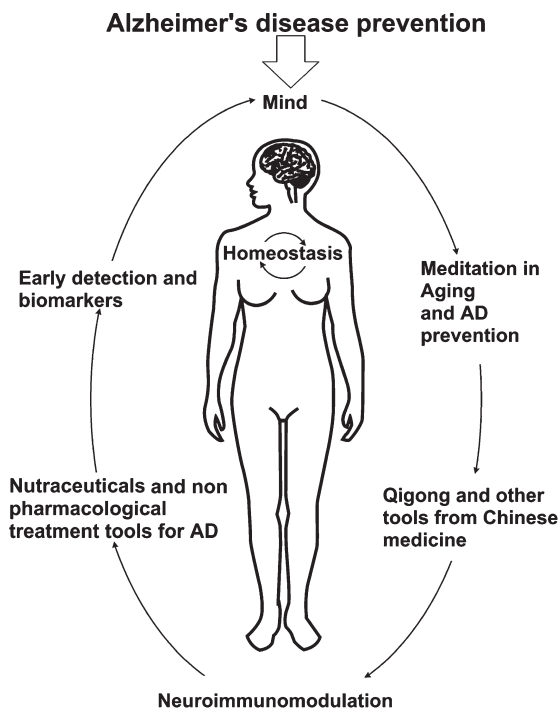 Alzheimer's disease prevention
Mind
Homeostasis
Meditation in
Aging
and AD
prevention
Qigong and other
tools from Chinese
medicine
Neuroimmunomodulation
Nutraceuticals and non
pharmacological
treatment tools for AD
Early detection and
biomarkers